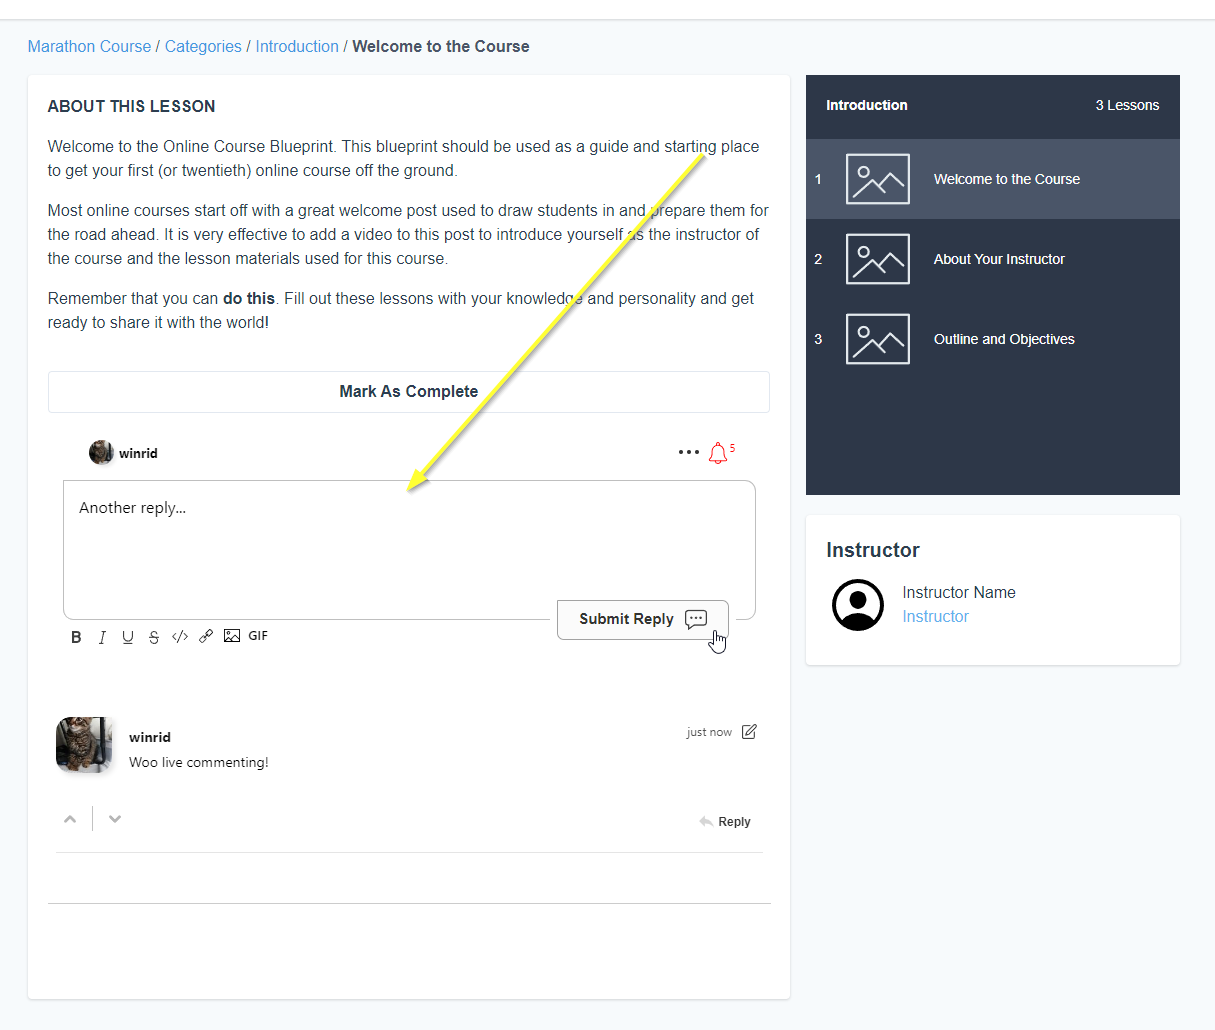 Marathon Course / Categories / Introduction / Welcome to the Course
ABOUT THIS LESSON
Welcome to the Online Course Blueprint. This blueprint should be used as a guide and starting place
to get your first (or twentieth) online course off the ground.
Most online courses start off with a great welcome post used to draw students in and prepare them for
the road ahead. It is very effective to add a video to this post to introduce yourself as the instructor of
the course and the lesson materials used for this course.
Remember that you can do this. Fill out these lessons with your knowledge and personality and get
ready to share it with the world!
Mark As Complete
winrid
5
Another reply...
Submit Reply
B I U S </> GIF
winrid
just now
Woo live commenting!
Reply
Introduction 3 Lessons
1 Welcome to the Course
2 About Your Instructor
3 Outline and Objectives
Instructor
Instructor Name
Instructor